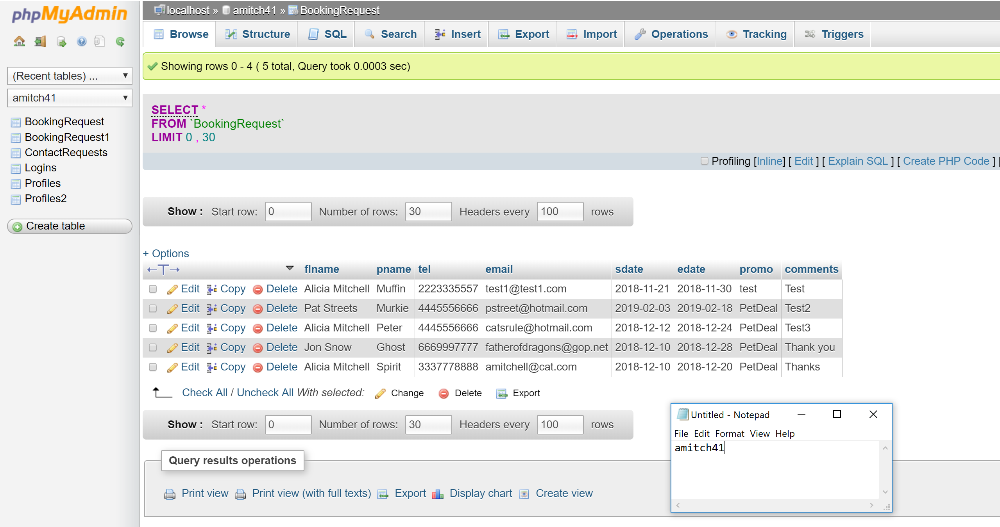 phpMyAdmin
(Recent tables) ...
amitch41
BookingRequest
BookingRequest1
ContactRequests
Logins
Profiles
Profiles2
Create table
localhost » amitch41 » BookingRequest
Browse Structure SQL Search Insert Export Import Operations Tracking Triggers
Showing rows 0 - 4 ( 5 total, Query took 0.0003 sec)
SELECT *
FROM `BookingRequest`
LIMIT 0 , 30
Profiling [Inline] [ Edit ] [ Explain SQL ] [ Create PHP Code ] [
Show : Start row: 0 Number of rows: 30 Headers every 100 rows
+ Options
←T→ flname pname tel email sdate edate promo comments
Edit Copy Delete Alicia Mitchell Muffin 2223335557 test1@test1.com 2018-11-21 2018-11-30 test Test
Edit Copy Delete Pat Streets Murkie 4445556666 pstreet@hotmail.com 2019-02-03 2019-02-18 PetDeal Test2
Edit Copy Delete Alicia Mitchell Peter 4445556666 catsrule@hotmail.com 2018-12-12 2018-12-24 PetDeal Test3
Edit Copy Delete Jon Snow Ghost 6669997777 fatherofdragons@gop.net 2018-12-10 2018-12-28 PetDeal Thank you
Edit Copy Delete Alicia Mitchell Spirit 3337778888 amitchell@cat.com 2018-12-10 2018-12-20 PetDeal Thanks
Check All / Uncheck All With selected: Change Delete Export
Show : Start row: 0 Number of rows: 30 Headers every 100 rows
Query results operations
Print view Print view (with full texts) Export Display chart Create view
Untitled - Notepad
File Edit Format View Help
amitch41